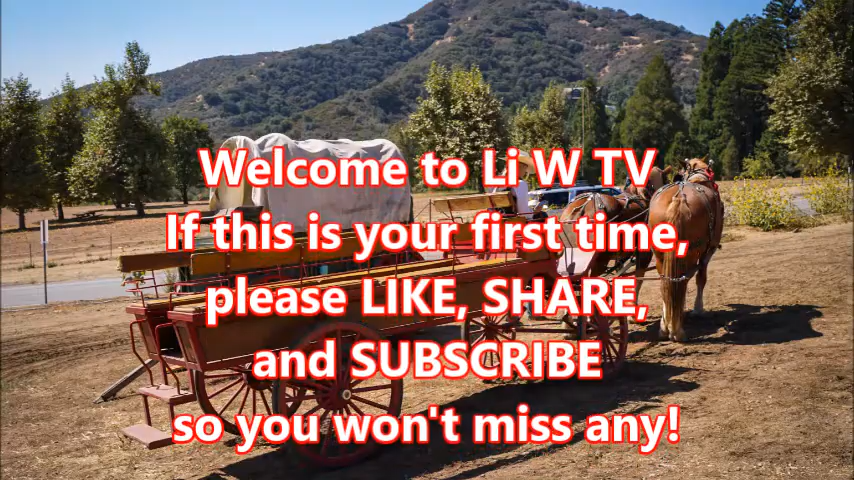 Welcome to Li W TV
If this is your first time,
please LIKE, SHARE,
and SUBSCRIBE
so you won't miss any!